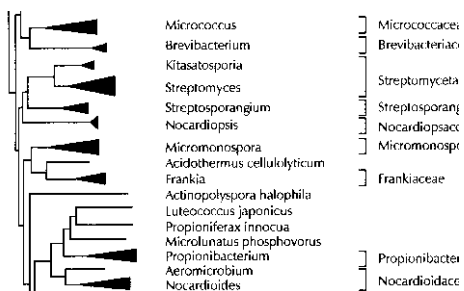 Micrococcus Micrococcacea
Brevibacterium Brevibacteriac
Kitasatosporia
Streptomyces Streptomyceta
Streptosporangium Streptosporang
Nocardiopsis Nocardiopsac
Micromonospora Micromonospo
Acidothermus cellulolyticum
Frankia Frankiaceae
Actinopolyspora halophila
Luteococcus japonicus
Propioniferax innocua
Microlunatus phosphovorus
Propionibacterium Propionibacter
Aeromicrobium
Nocardioides Nocardioidac